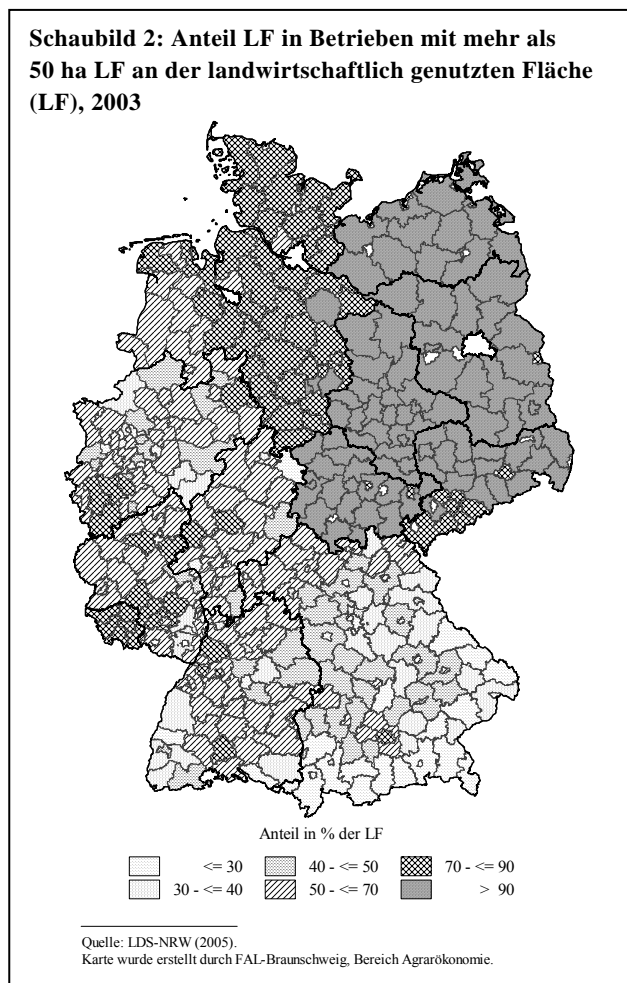 Schaubild 2: Anteil LF in Betrieben mit mehr als
50 ha LF an der landwirtschaftlich genutzten Fläche
(LF), 2003
Anteil in % der LF
<= 30
40 - <= 50
70 - <= 90
30 - <= 40
50 - <= 70
> 90
Quelle: LDS-NRW (2005).
Karte wurde erstellt durch FAL-Braunschweig, Bereich Agrarökonomie.